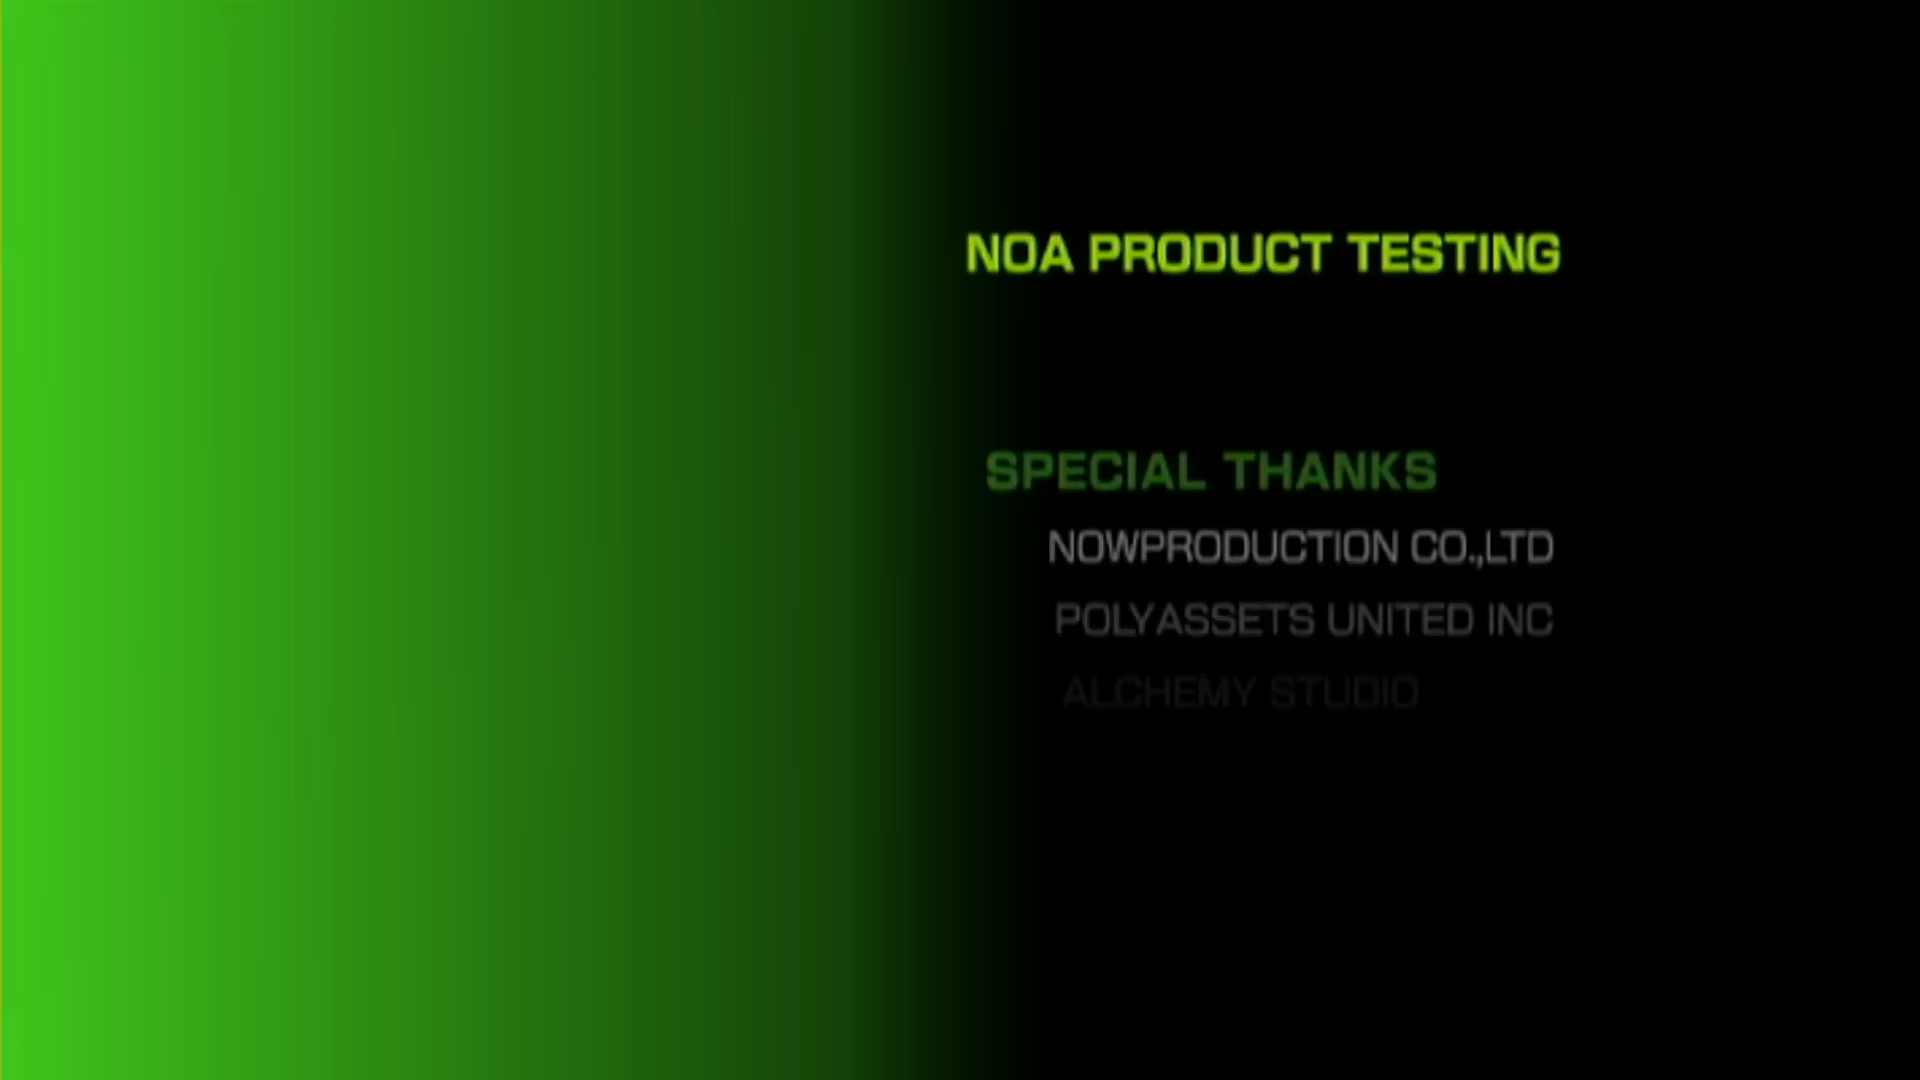 NOA PRODUCT TESTING
SPECIAL THANKS
NOWPRODUCTION CO.,LTD
POLYASSETS UNITED INC
ALCHEMY STUDIO